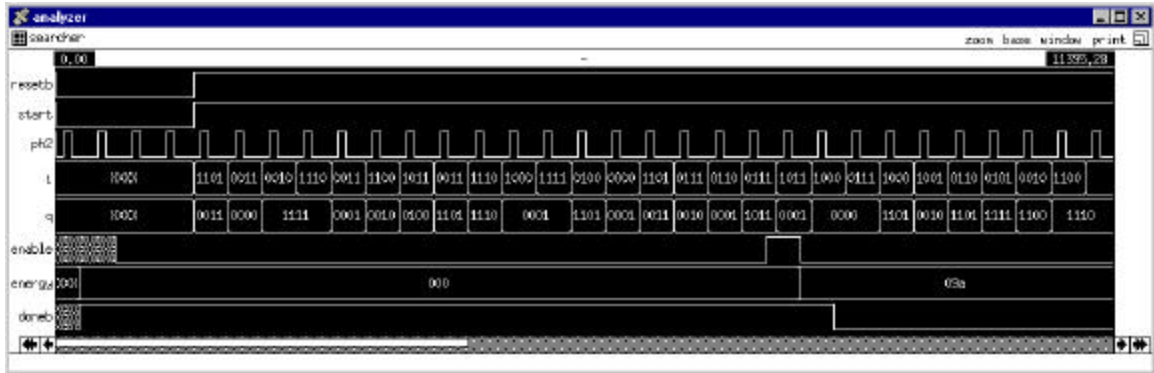 analyzer
searcher
zoom base window print
0.00 - 11395.28
resetb
start
ph2
i XXXX 1101 0011 0010 1110 0011 1100 1011 0011 1110 1000 1111 0100 0000 1101 0111 0110 0111 1011 1000 0111 1000 1001 0110 0101 0010 1100
q XXXX 0011 0000 1111 0001 0010 0100 1101 1110 0001 1101 0001 0011 0010 0001 1011 0001 0000 1101 0010 1101 1111 1100 1110
enable
energy XXX 000 03a
doneb